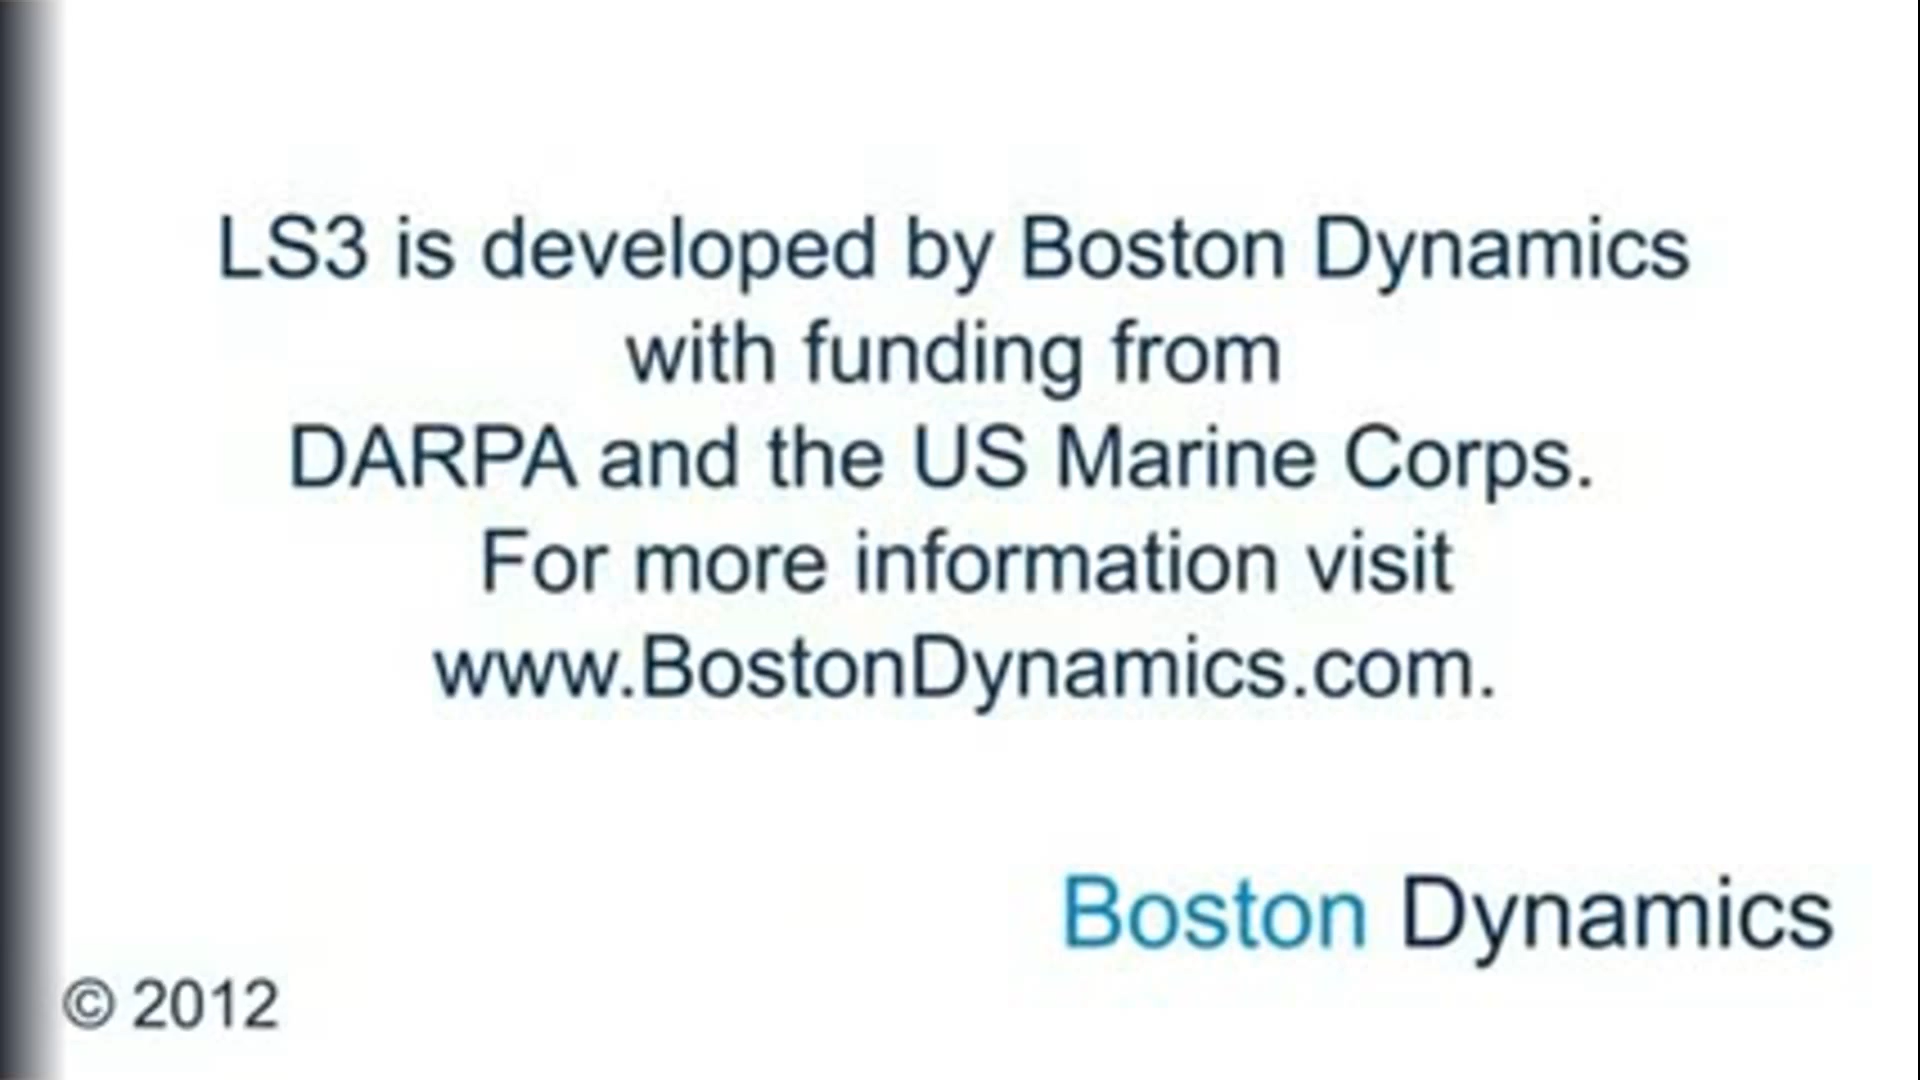 LS3 is developed by Boston Dynamics
with funding from
DARPA and the US Marine Corps.
For more information visit
www.BostonDynamics.com.
Boston Dynamics
© 2012